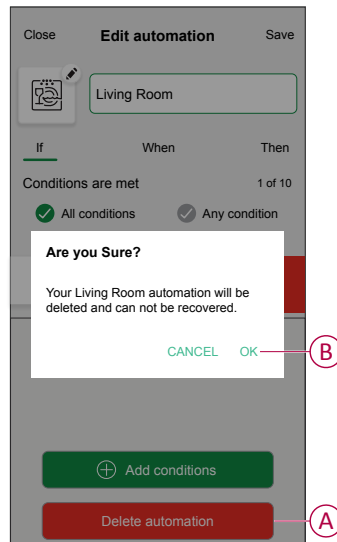 Close Edit automation Save
Living Room
If When Then
Conditions are met 1 of 10
All conditions Any condition
Are you Sure?
Your Living Room automation will be
deleted and can not be recovered.
CANCEL OK
B
Add conditions
Delete automation
A